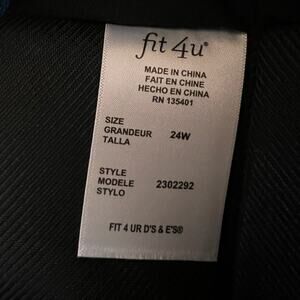 fit 4u®
MADE IN CHINA
FAIT EN CHINE
HECHO EN CHINA
RN 135401
SIZE
GRANDEUR 24W
TALLA
STYLE
MODELE 2302292
STYLO
FIT 4 UR D'S & E'S®